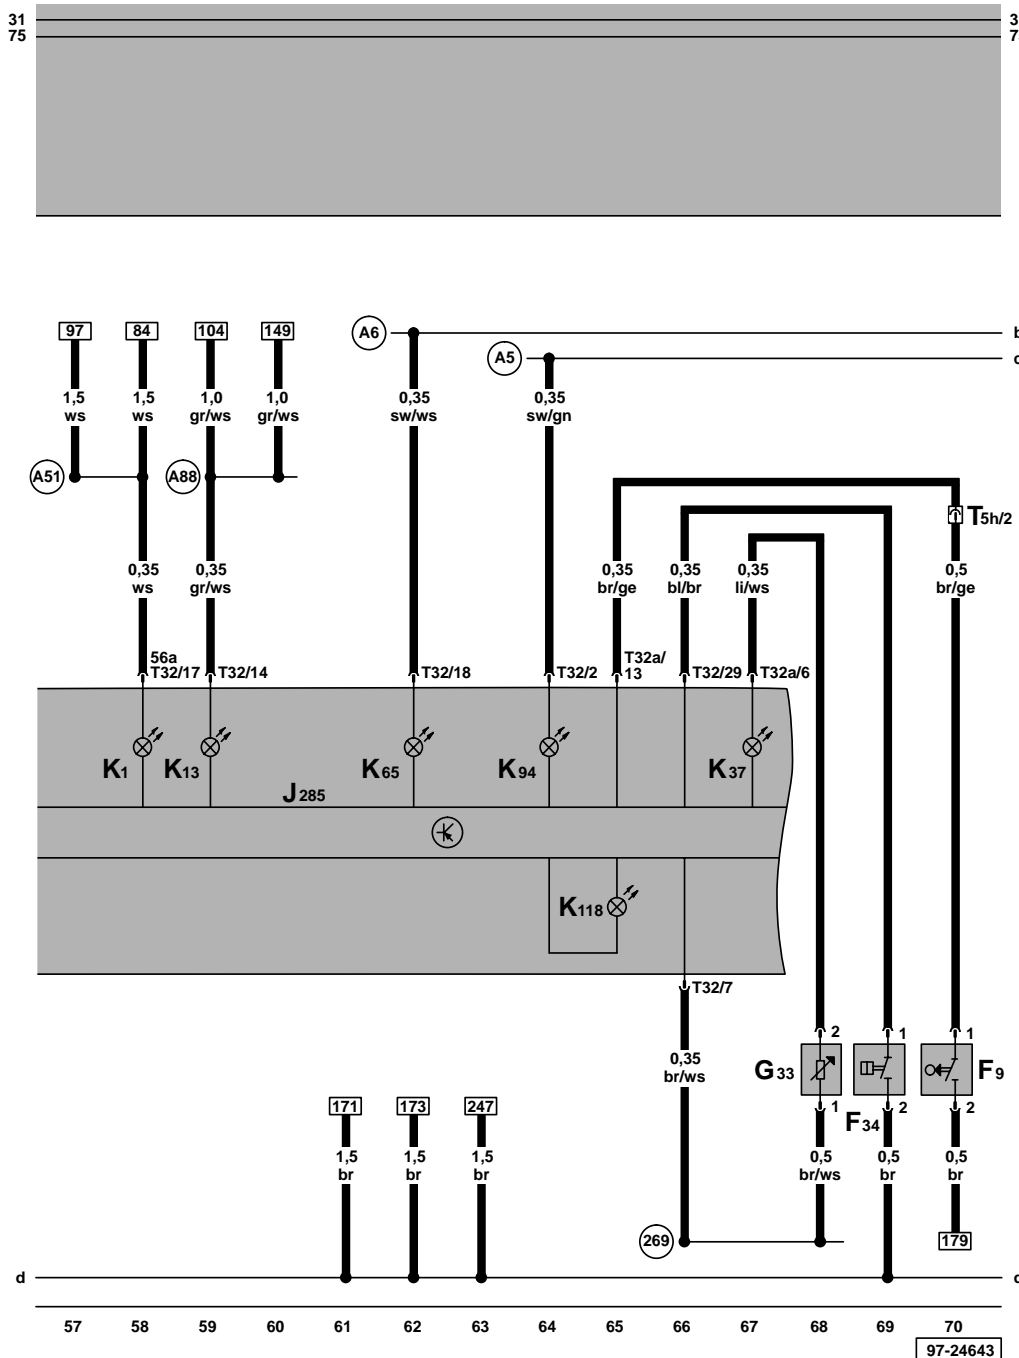 31 3
75 7
97 84 104 149
A6 b
A5 c
1,5 1,5 1,0 1,0 0,35 0,35
ws ws gr/ws gr/ws sw/ws sw/gn
A51 A88
T5h/2
0,35 0,35 0,35 0,35 0,35 0,5
ws gr/ws br/ge bl/br li/ws br/ge
56a T32a/
T32/17 T32/14 T32/18 T32/2 13 T32/29 T32a/6
K1 K13 K65 K94 K37
J285
K118
T32/7
2 1 1
0,35
br/ws
G33 F9
1 2 2
F34
171 173 247
1,5 1,5 1,5 0,5 0,5 0,5
br br br br/ws br br
269 179
d
57 58 59 60 61 62 63 64 65 66 67 68 69 70
97-24643